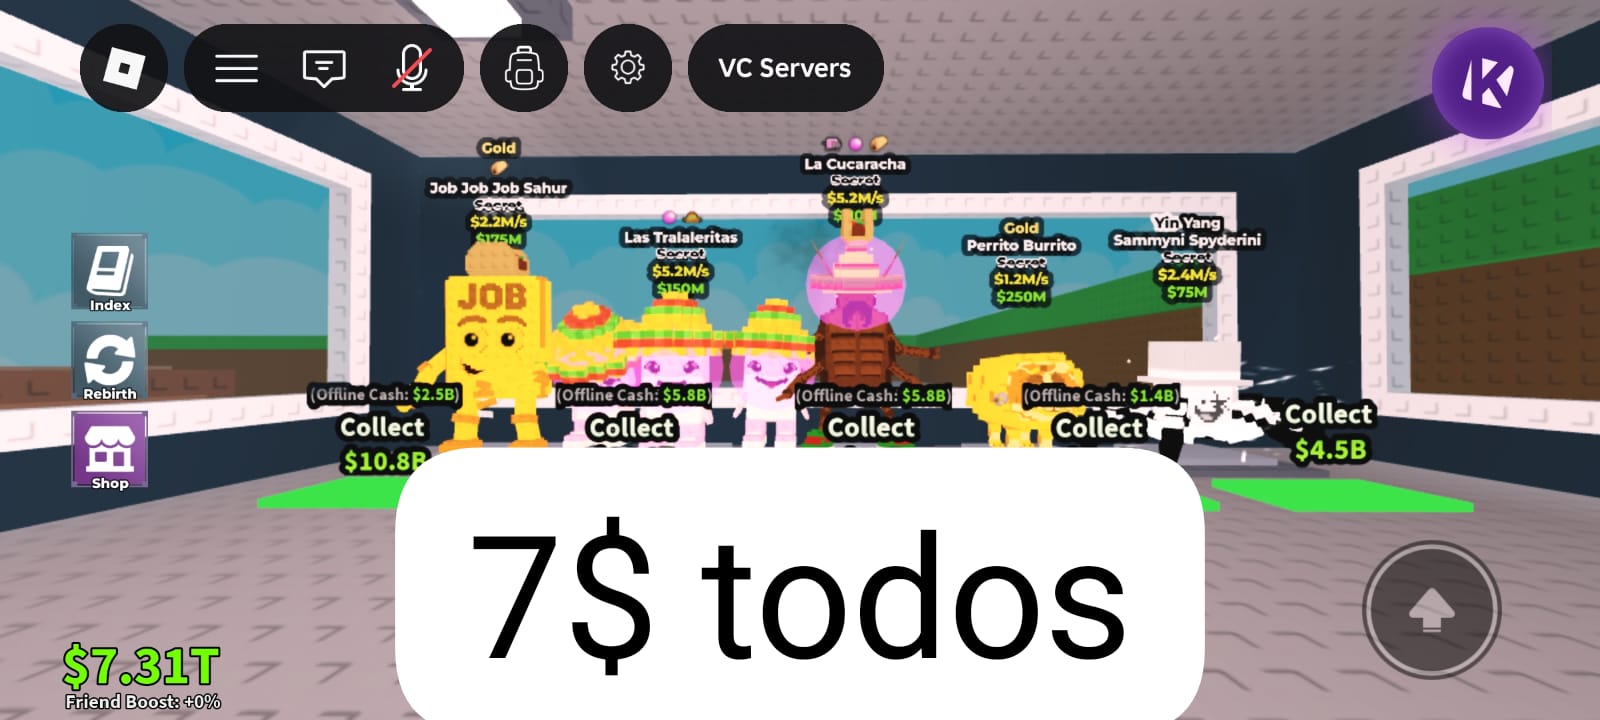 VC Servers
Gold
Job Job Job Sahur
Secret
$2.2M/s
$175M
Las Tralaleritas
Secret
$5.2M/s
$150M
La Cucaracha
Secret
$5.2M/s
Gold
Perrito Burrito
Secret
$1.2M/s
$250M
Yin Yang
Sammyni Spyderini
Secret
$2.4M/s
$75M
JOB
Index
Rebirth
Shop
(Offline Cash: $2.5B)
Collect
$10.8B
(Offline Cash: $5.8B)
Collect
(Offline Cash: $5.8B)
Collect
(Offline Cash: $1.4B)
Collect
Collect
$4.5B
7$ todos
$7.31T
Friend Boost: +0%